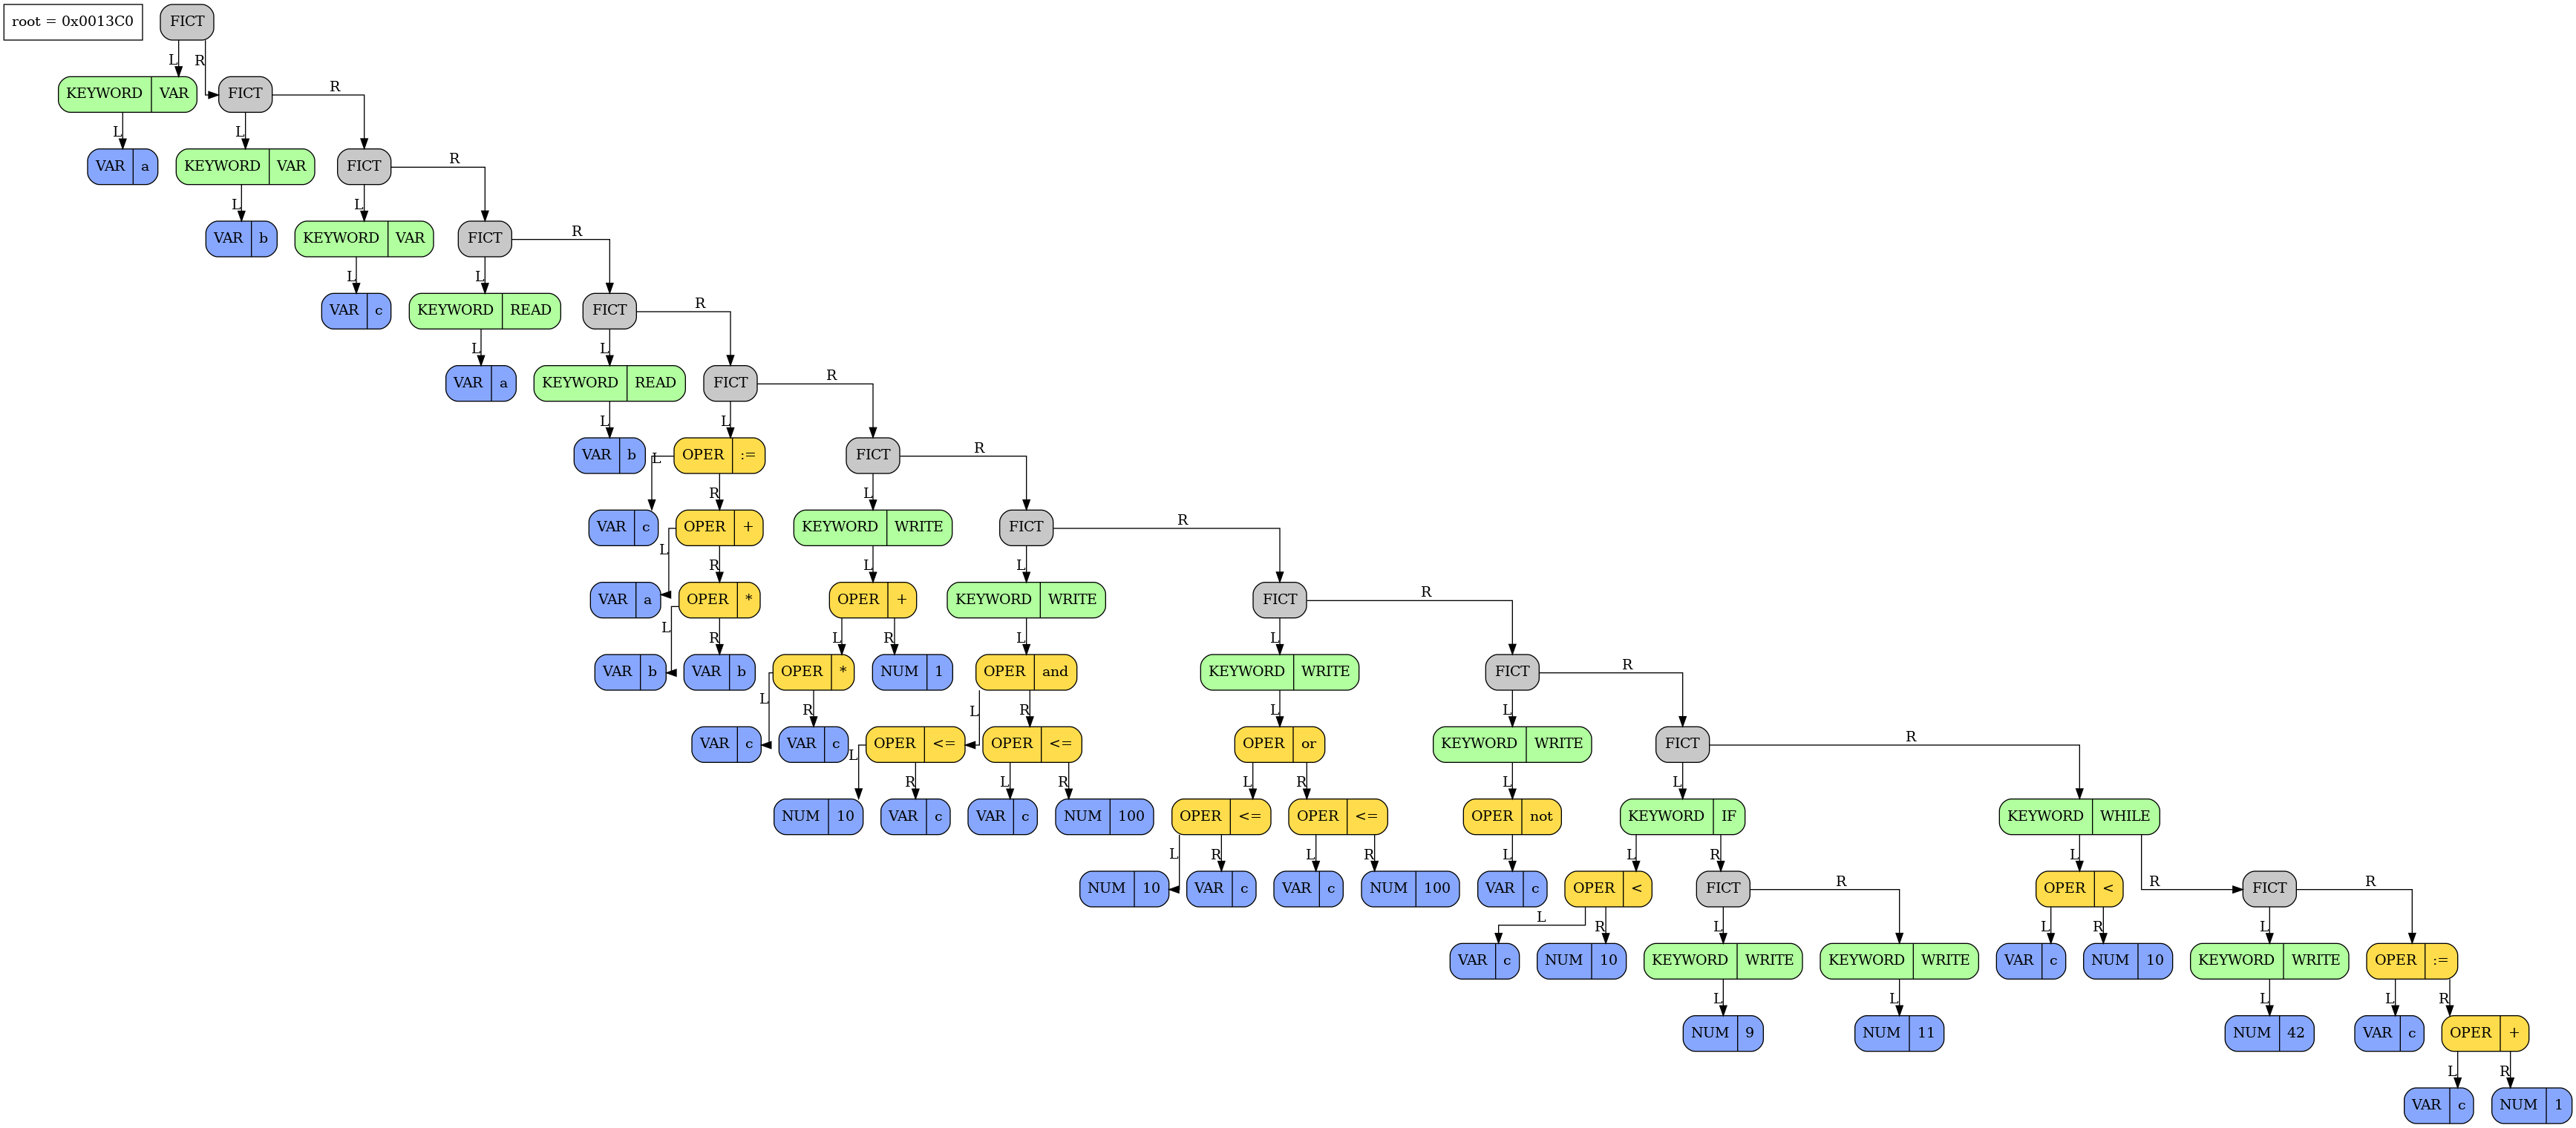 root = 0x0013C0
FICT
L
R
KEYWORD VAR
FICT
R
L
L
VAR a
KEYWORD VAR
FICT
R
L
L
VAR b
KEYWORD VAR
FICT
R
L
L
VAR c
KEYWORD READ
FICT
R
L
L
VAR a
KEYWORD READ
FICT
R
L
L
VAR b
L
OPER :=
FICT
R
R
L
VAR c
OPER +
KEYWORD WRITE
FICT
R
L
R
L
L
VAR a
OPER *
OPER +
KEYWORD WRITE
FICT
R
L
R
L
R
L
L
VAR b
VAR b
OPER *
NUM 1
OPER and
KEYWORD WRITE
FICT
R
L
R
L
R
L
L
VAR c
VAR c
OPER <=
OPER <=
OPER or
KEYWORD WRITE
FICT
R
L
R
L
R
L
R
L
L
NUM 10
VAR c
VAR c
NUM 100
OPER <=
OPER <=
OPER not
KEYWORD IF
KEYWORD WHILE
L
R
L
R
L
L
R
L
R
NUM 10
VAR c
VAR c
NUM 100
VAR c
OPER <
FICT
R
OPER <
FICT
R
L
R
L
L
R
L
VAR c
NUM 10
KEYWORD WRITE
KEYWORD WRITE
VAR c
NUM 10
KEYWORD WRITE
OPER :=
L
L
L
L
R
NUM 9
NUM 11
NUM 42
VAR c
OPER +
L
R
VAR c
NUM 1